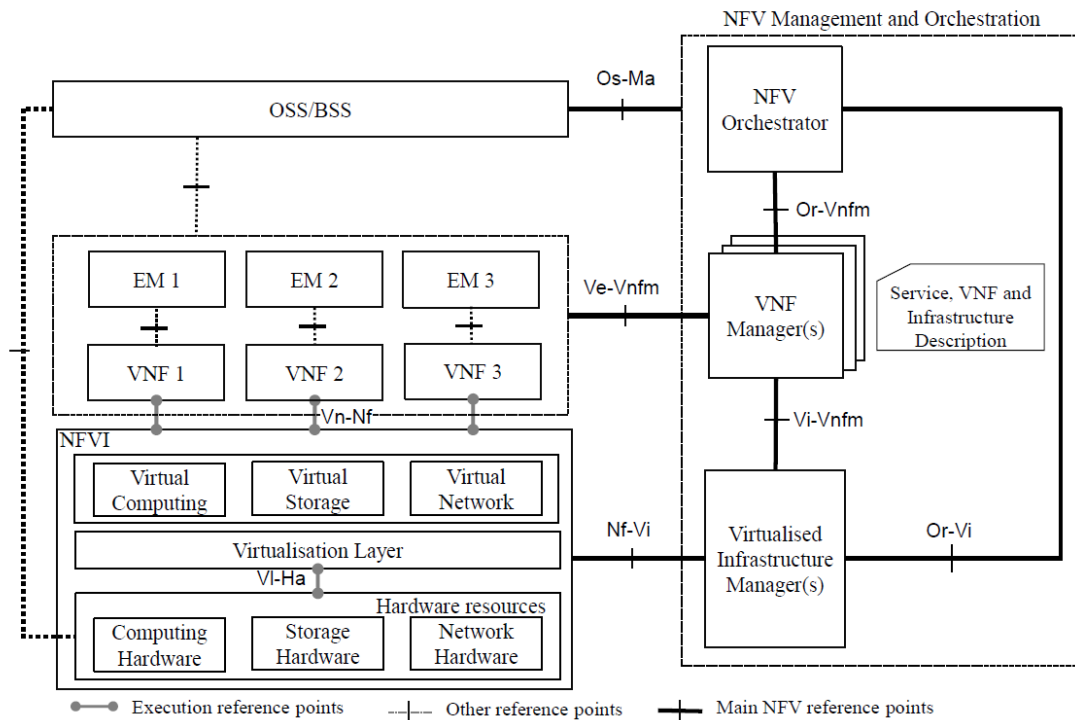 NFV Management and Orchestration
Os-Ma
OSS/BSS
NFV
Orchestrator
Or-Vnfm
EM 1
EM 2
EM 3
Ve-Vnfm
VNF
Manager(s)
Service, VNF and
Infrastructure
Description
VNF 1
VNF 2
VNF 3
Vn-Nf
Vi-Vnfm
NFVI
Virtual
Computing
Virtual
Storage
Virtual
Network
Nf-Vi
Virtualised
Infrastructure
Manager(s)
Or-Vi
Virtualisation Layer
Vl-Ha
Hardware resources
Computing
Hardware
Storage
Hardware
Network
Hardware
Execution reference points
Other reference points
Main NFV reference points